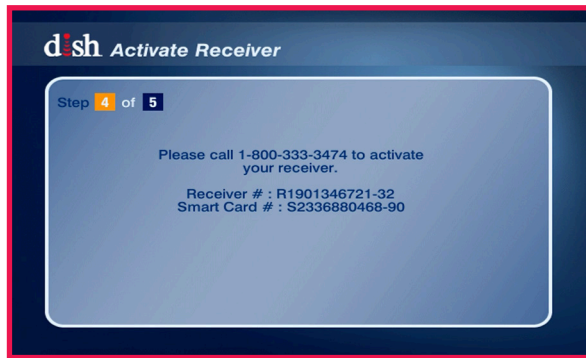 dish Activate Receiver
Step 4 of 5
Please call 1-800-333-3474 to activate
your receiver.
Receiver # : R1901346721-32
Smart Card # : S2336880468-90